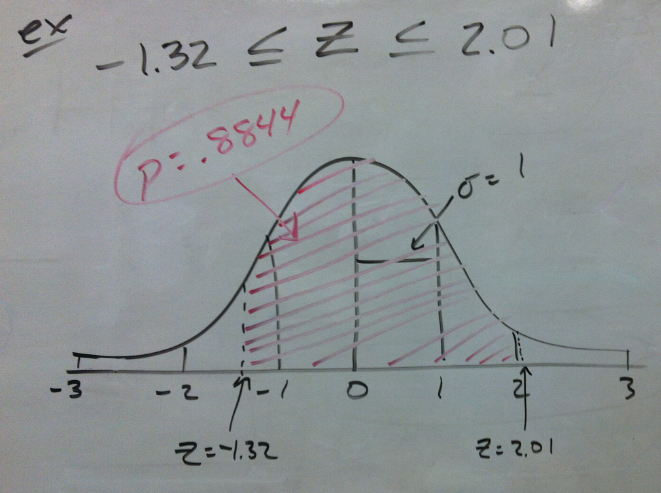 ex
-1.32 ≤ Z ≤ 2.01
p=.8844
σ=1
-3 -2 -1 0 1 2 3
Z=-1.32 Z=2.01